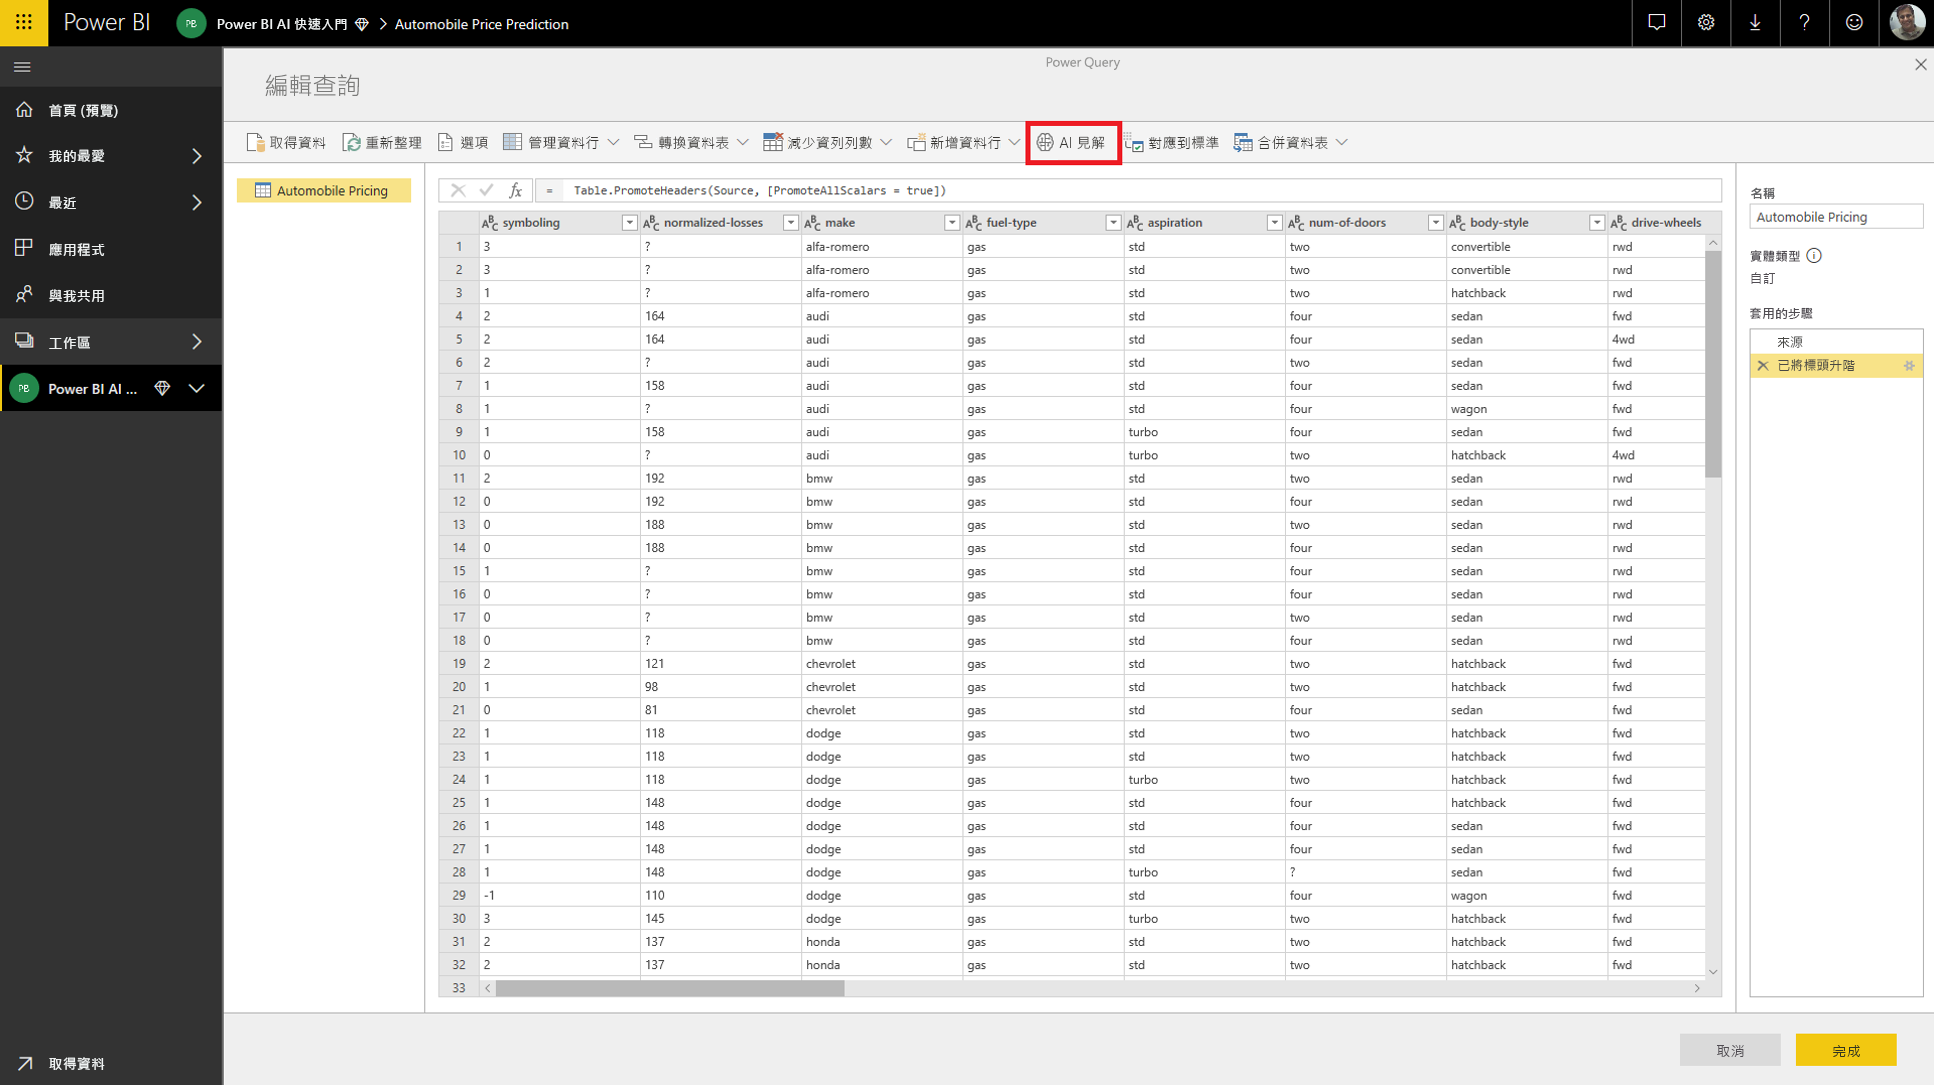 Power BI PB Power BI AI 快速入門 > Automobile Price Prediction
Power Query
編輯查詢
首頁 (預覽)
我的最愛
最近
應用程式
與我共用
工作區
PB Power BI AI ...
取得資料
取得資料 重新整理 選項 管理資料行 轉換資料表 減少資列列數 新增資料行 AI 見解 對應到標準 合併資料表
Automobile Pricing
fx = Table.PromoteHeaders(Source, [PromoteAllScalars = true])
ABC symboling ABC normalized-losses ABC make ABC fuel-type ABC aspiration ABC num-of-doors ABC body-style ABC drive-wheels
1 3 ? alfa-romero gas std two convertible rwd
2 3 ? alfa-romero gas std two convertible rwd
3 1 ? alfa-romero gas std two hatchback rwd
4 2 164 audi gas std four sedan fwd
5 2 164 audi gas std four sedan 4wd
6 2 ? audi gas std two sedan fwd
7 1 158 audi gas std four sedan fwd
8 1 ? audi gas std four wagon fwd
9 1 158 audi gas turbo four sedan fwd
10 0 ? audi gas turbo two hatchback 4wd
11 2 192 bmw gas std two sedan rwd
12 0 192 bmw gas std four sedan rwd
13 0 188 bmw gas std two sedan rwd
14 0 188 bmw gas std four sedan rwd
15 1 ? bmw gas std four sedan rwd
16 0 ? bmw gas std four sedan rwd
17 0 ? bmw gas std two sedan rwd
18 0 ? bmw gas std four sedan rwd
19 2 121 chevrolet gas std two hatchback fwd
20 1 98 chevrolet gas std two hatchback fwd
21 0 81 chevrolet gas std four sedan fwd
22 1 118 dodge gas std two hatchback fwd
23 1 118 dodge gas std two hatchback fwd
24 1 118 dodge gas turbo two hatchback fwd
25 1 148 dodge gas std four hatchback fwd
26 1 148 dodge gas std four sedan fwd
27 1 148 dodge gas std four sedan fwd
28 1 148 dodge gas turbo ? sedan fwd
29 -1 110 dodge gas std four wagon fwd
30 3 145 dodge gas turbo two hatchback fwd
31 2 137 honda gas std two hatchback fwd
32 2 137 honda gas std two hatchback fwd
33
名稱
Automobile Pricing
實體類型
自訂
套用的步驟
來源
已將標頭升階
取消 完成